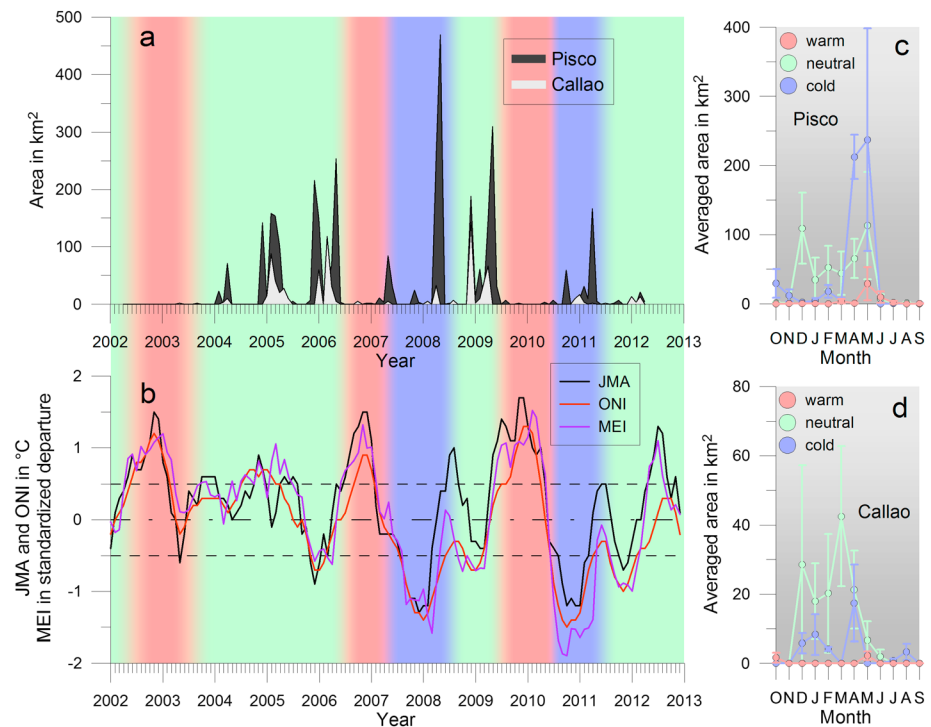 a
500
400
300
200
100
0
Area in km²
Pisco
Callao
2002 2003 2004 2005 2006 2007 2008 2009 2010 2011 2012 2013
Year
b
2
1
0
-1
-2
JMA and ONI in °C
MEI in standardized departure
JMA
ONI
MEI
2002 2003 2004 2005 2006 2007 2008 2009 2010 2011 2012 2013
Year
c
400
300
200
100
0
Averaged area in km²
warm
neutral
cold
Pisco
O N D J F M A M J J A S
Month
d
80
60
40
20
0
Averaged area in km²
warm
neutral
cold
Callao
O N D J F M A M J J A S
Month